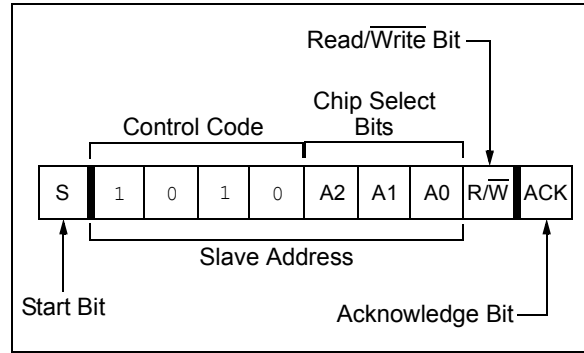 Read/Write Bit
Chip Select
Bits
Control Code
S 1 0 1 0 A2 A1 A0 R/W ACK
Slave Address
Start Bit
Acknowledge Bit